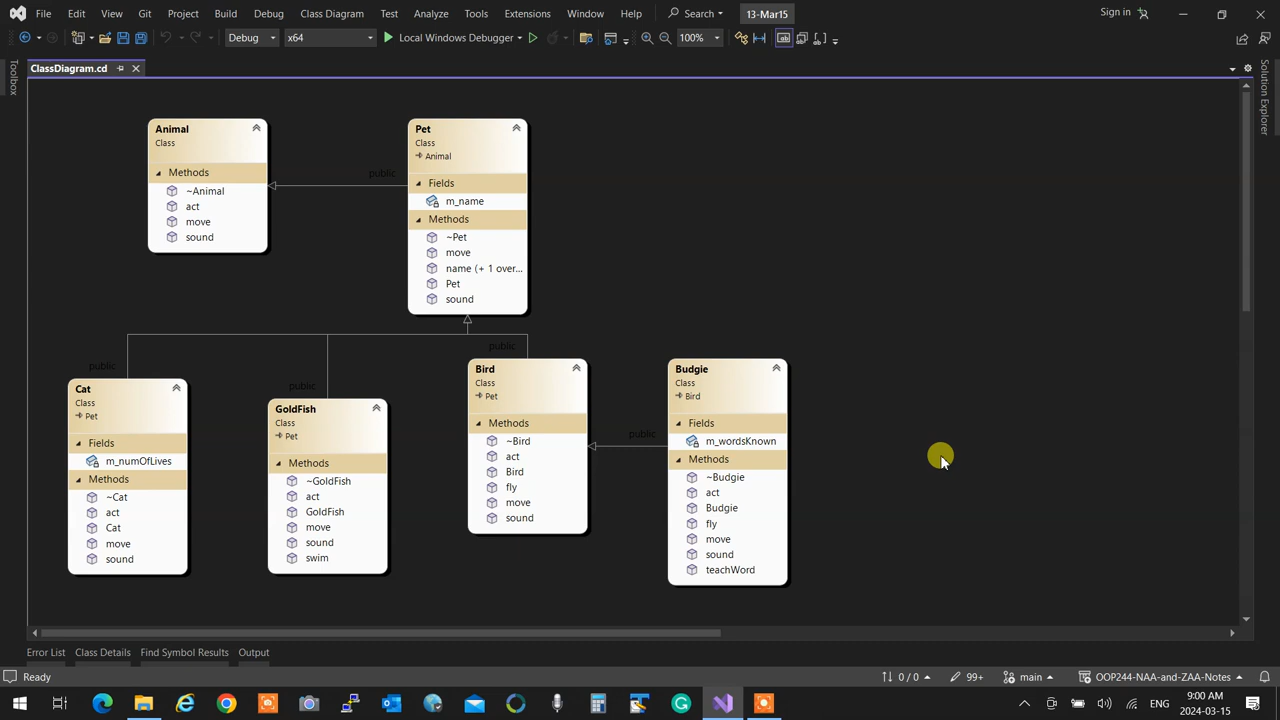 File Edit View Git Project Build Debug Class Diagram Test Analyze Tools Extensions Window Help Search 13-Mar15 Sign in
Debug x64 Local Windows Debugger 100%
ClassDiagram.cd
Toolbox
Solution Explorer
Animal
Class
Methods
~Animal
act
move
sound
public
Pet
Class
Animal
Fields
m_name
Methods
~Pet
move
name (+ 1 over...
Pet
sound
public
Cat
Class
Pet
Fields
m_numOfLives
Methods
~Cat
act
Cat
move
sound
public
GoldFish
Class
Pet
Methods
~GoldFish
act
GoldFish
move
sound
swim
public
Bird
Class
Pet
Methods
~Bird
act
Bird
fly
move
sound
public
Budgie
Class
Bird
Fields
m_wordsKnown
Methods
~Budgie
act
Budgie
fly
move
sound
teachWord
Error List Class Details Find Symbol Results Output
Ready 0 / 0 99+ main OOP244-NAA-and-ZAA-Notes
ENG 9:00 AM
2024-03-15